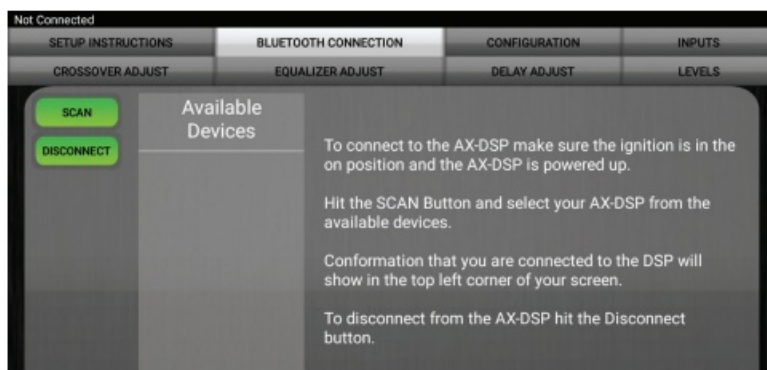 Not Connected
SETUP INSTRUCTIONS BLUETOOTH CONNECTION CONFIGURATION INPUTS
CROSSOVER ADJUST EQUALIZER ADJUST DELAY ADJUST LEVELS
SCAN
DISCONNECT
Available
Devices
To connect to the AX-DSP make sure the ignition is in the
on position and the AX-DSP is powered up.
Hit the SCAN Button and select your AX-DSP from the
available devices.
Conformation that you are connected to the DSP will
show in the top left corner of your screen.
To disconnect from the AX-DSP hit the Disconnect
button.